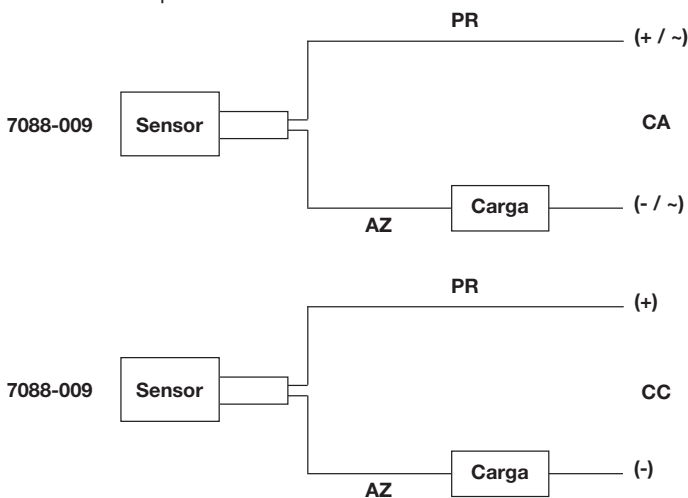 PR
(+ / ~)
7088-009
Sensor
CA
Carga
(- / ~)
AZ
PR
(+)
7088-009
Sensor
CC
Carga
(-)
AZ